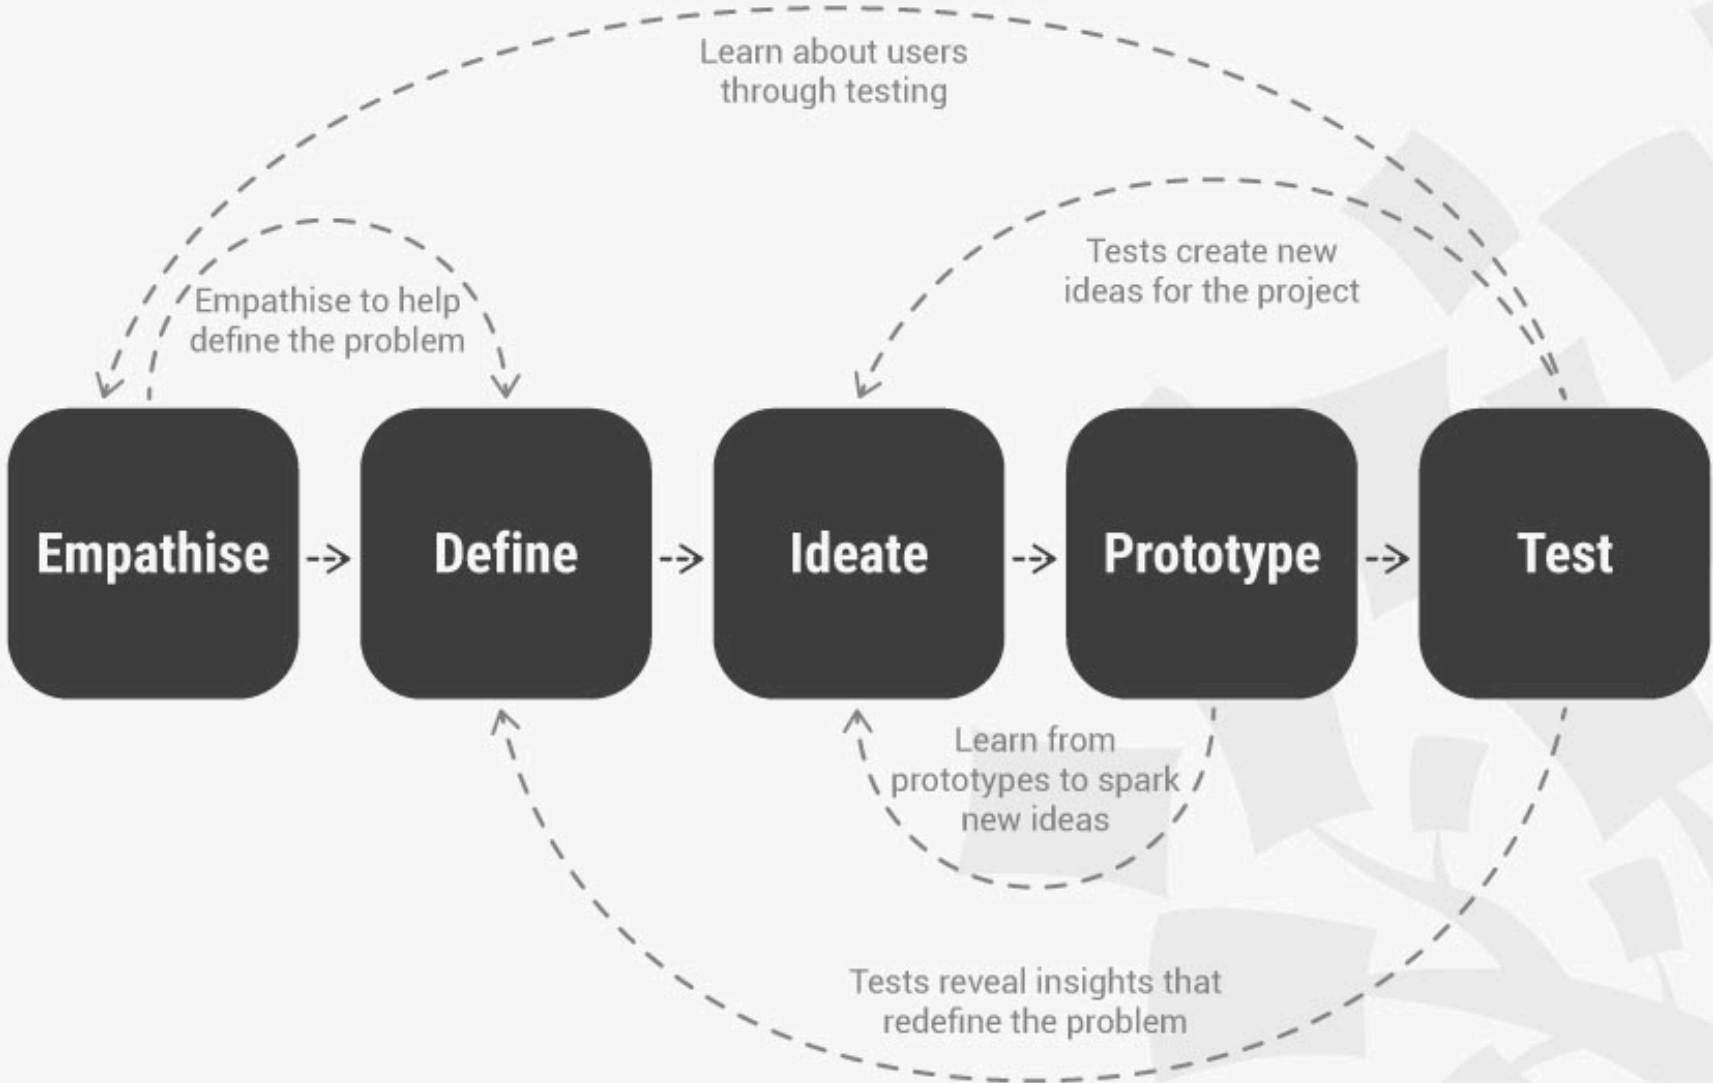 Learn about users
through testing
Tests create new
ideas for the project
Empathise to help
define the problem
Empathise
Define
Ideate
Prototype
Test
Learn from
prototypes to spark
new ideas
Tests reveal insights that
redefine the problem